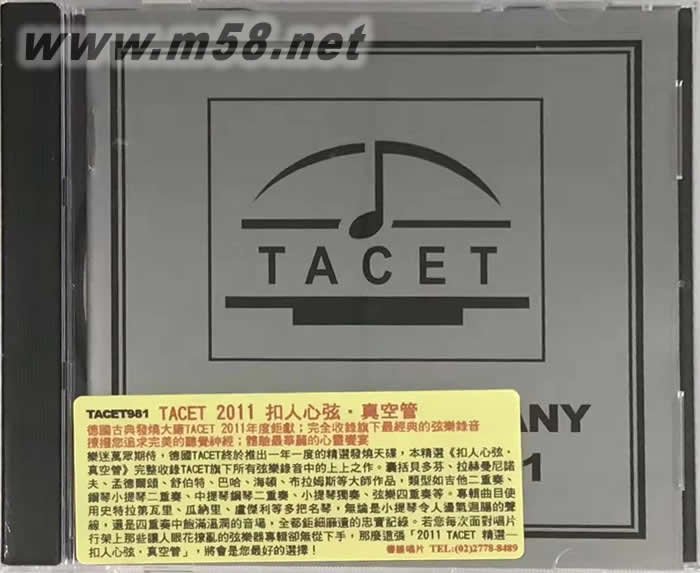 www.m58.net
TACET
ANY
1
TACET981 TACET 2011 扣人心弦・真空管
德國古典發燒大廠TACET 2011年度鉅獻；完全收錄旗下最經典的弦樂錄音
撩撥您追求完美的聽覺神經；體驗最華麗的心靈饗宴
樂迷萬眾期待，德國TACET終於推出一年一度的精選發燒天碟，本精選《扣人心弦・
真空管》完整收錄TACET旗下所有弦樂錄音中的上上之作。囊括貝多芬、拉赫曼尼諾
夫、孟德爾頌、舒伯特、巴哈、海頓、布拉姆斯等大師作品，類型如吉他二重奏、
鋼琴小提琴二重奏、中提琴鋼琴二重奏、小提琴獨奏、弦樂四重奏等。專輯曲目使
用史特拉第瓦里、瓜納里、盧傑利等多把名琴，無論是小提琴令人盪氣迴腸的聲
線，還是四重奏中飽滿溫潤的音場，全都鉅細靡遺的忠實記錄。若您每次面對唱片
行架上那些讓人眼花撩亂的弦樂器專輯卻無從下手，那麼這張「2011 TACET 精選—
扣人心弦・真空管」，將會是您最好的選擇！ 唱片 TEL:(02)2778-8489